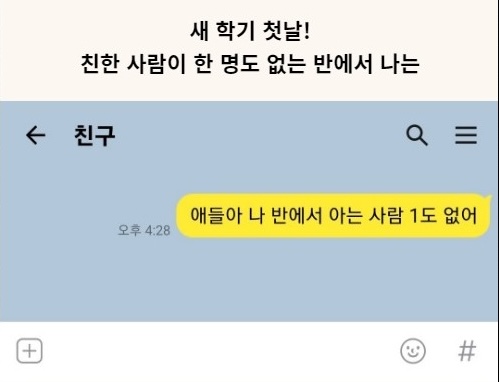 새 학기 첫날!
친한 사람이 한 명도 없는 반에서 나는
친구
애들아 나 반에서 아는 사람 1도 없어
오후 4:28